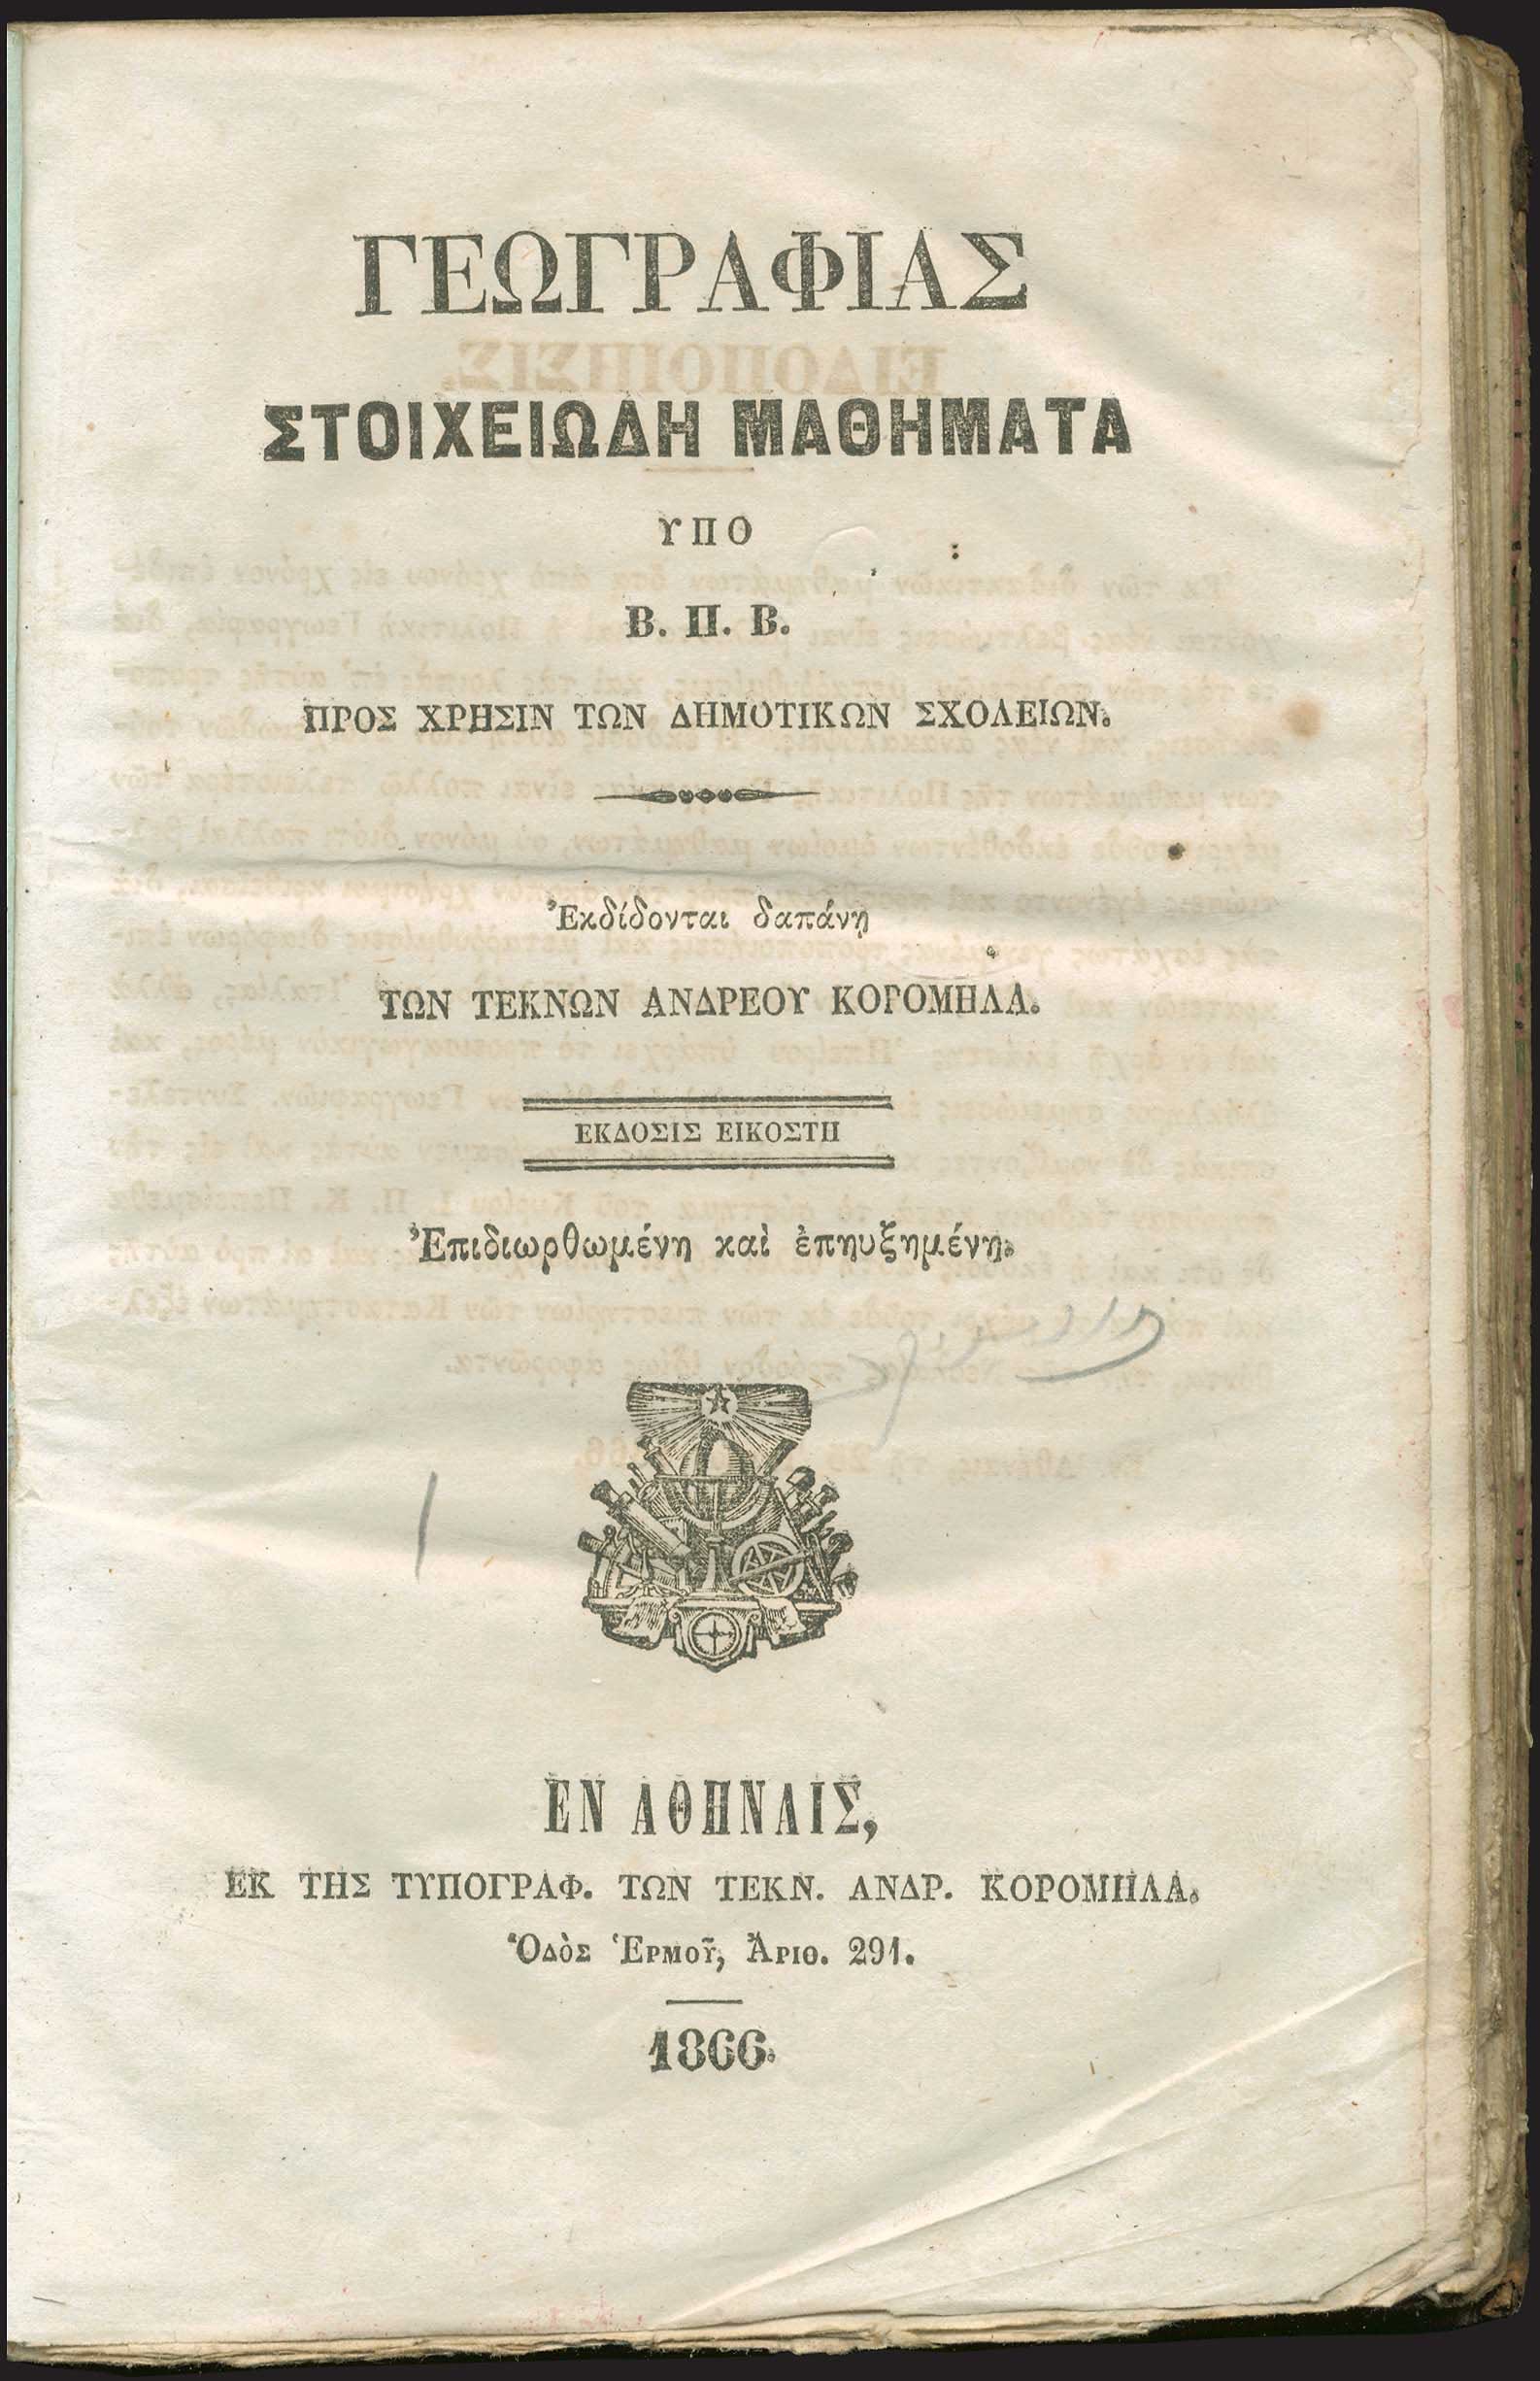 ΓΕΩΓΡΑΦΙΑΣ
ΣΤΟΙΧΕΙΩΔΗ ΜΑΘΗΜΑΤΑ
ΥΠΟ
Β. Π. Β.
ΠΡΟΣ ΧΡΗΣΙΝ ΤΩΝ ΔΗΜΟΤΙΚΩΝ ΣΧΟΛΕΙΩΝ.
Ἐκδίδονται δαπάνῃ
ΤΩΝ ΤΕΚΝΩΝ ΑΝΔΡΕΟΥ ΚΟΡΟΜΗΛΑ.
ΕΚΔΟΣΙΣ ΕΙΚΟΣΤΗ
Ἐπιδιωρθωμένη καὶ ἐπηυξημένη.
ΕΝ ΑΘΗΝΑΙΣ,
ΕΚ ΤΗΣ ΤΥΠΟΓΡΑΦ. ΤΩΝ ΤΕΚΝ. ΑΝΔΡ. ΚΟΡΟΜΗΛΑ.
Ὁδὸς Ἑρμοῦ, Ἀριθ. 291.
1866.